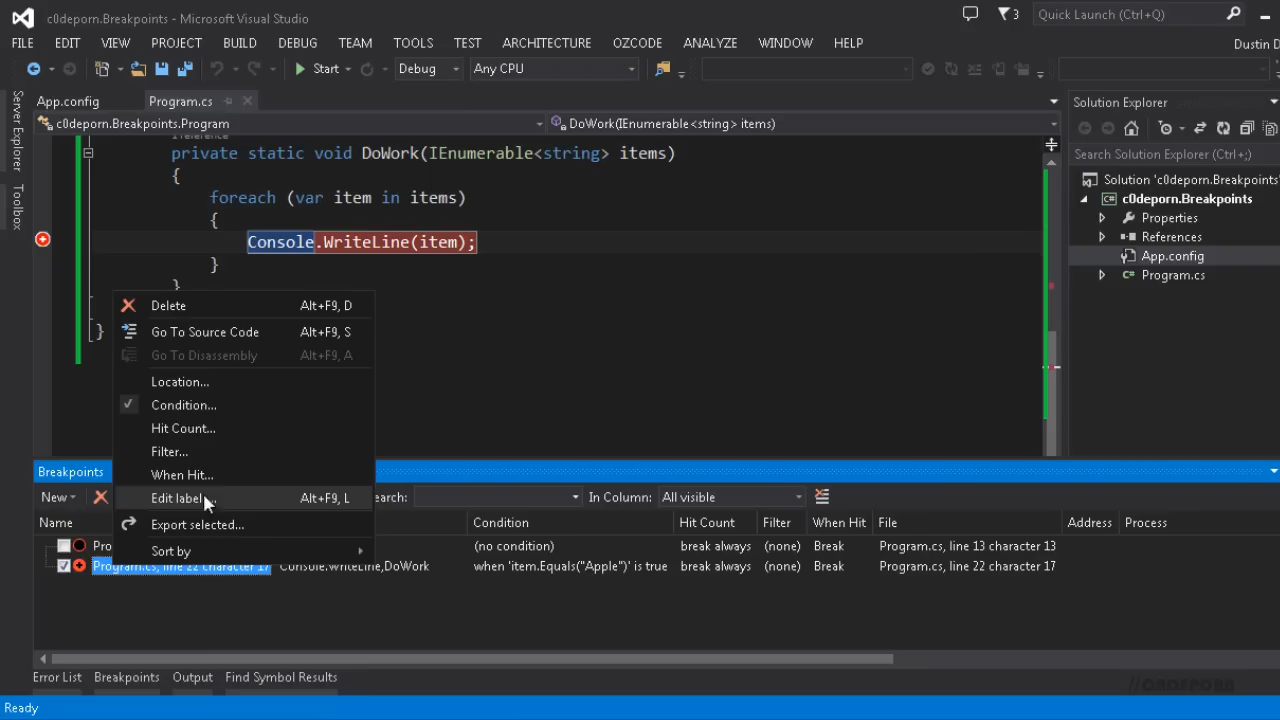 c0deporn.Breakpoints - Microsoft Visual Studio
3
Quick Launch (Ctrl+Q)
FILE EDIT VIEW PROJECT BUILD DEBUG TEAM TOOLS TEST ARCHITECTURE OZCODE ANALYZE WINDOW HELP
Dustin D
Start Debug Any CPU
Server Explorer
Toolbox
App.config Program.cs
c0deporn.Breakpoints.Program DoWork(IEnumerable<string> items)
1 reference
private static void DoWork(IEnumerable<string> items)
{
foreach (var item in items)
{
Console.WriteLine(item);
}
}
}
Solution Explorer
Search Solution Explorer (Ctrl+;)
Solution 'c0deporn.Breakpoints'
c0deporn.Breakpoints
Properties
References
App.config
Program.cs
Delete Alt+F9, D
Go To Source Code Alt+F9, S
Go To Disassembly Alt+F9, A
Location...
Condition...
Hit Count...
Filter...
When Hit...
Edit label... Alt+F9, L
Export selected...
Sort by
Breakpoints
New earch: In Column: All visible
Name Condition Hit Count Filter When Hit File Address Process
Pro (no condition) break always (none) Break Program.cs, line 13 character 13
Program.cs, line 22 character 17 Console.WriteLine,DoWork when 'item.Equals("Apple")' is true break always (none) Break Program.cs, line 22 character 17
Error List Breakpoints Output Find Symbol Results
//C0DEPORN
Ready